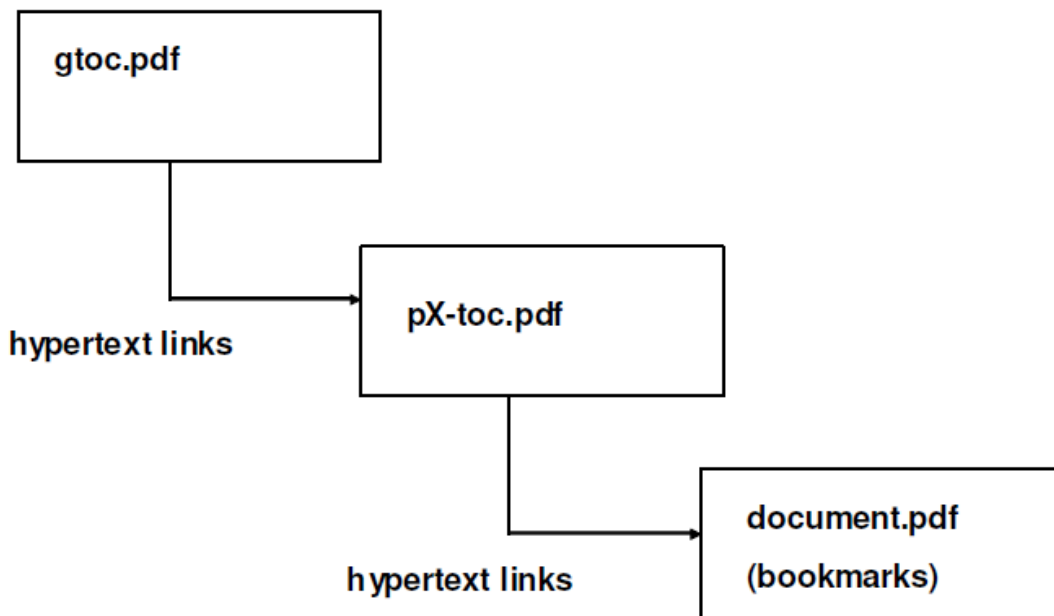 gtoc.pdf
pX-toc.pdf
hypertext links
document.pdf
(bookmarks)
hypertext links